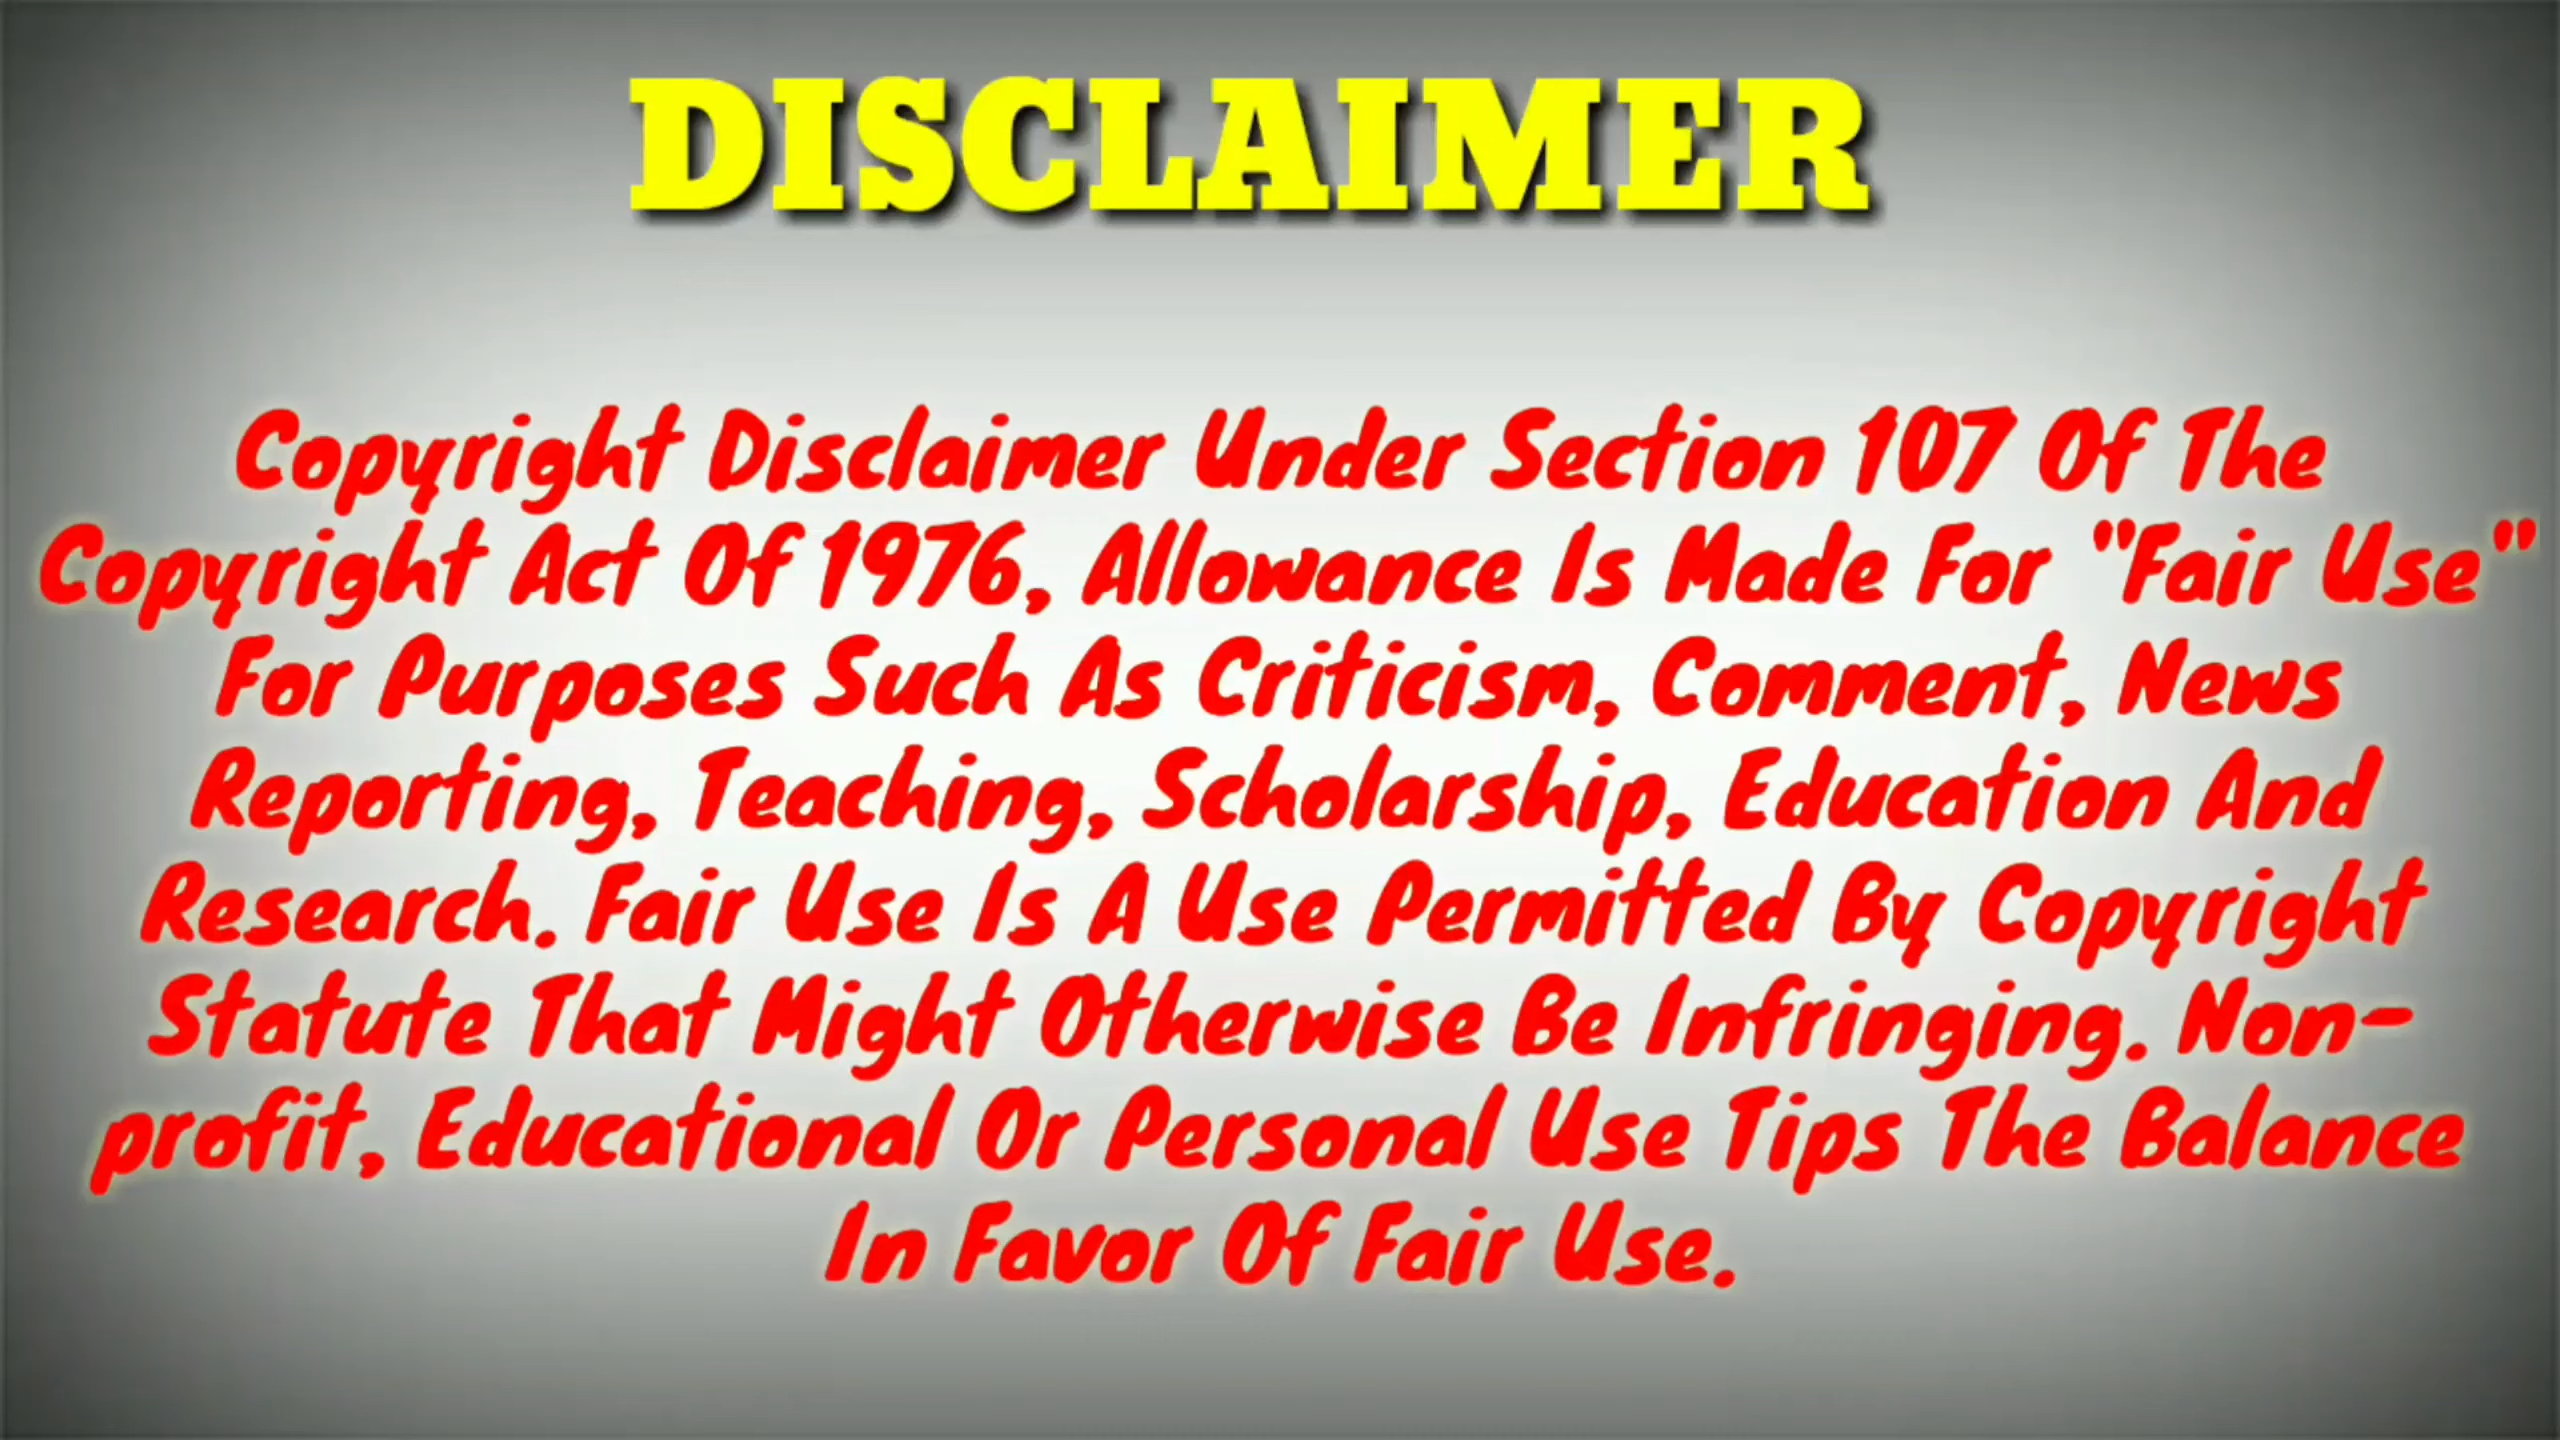 DISCLAIMER
Copyright Disclaimer Under Section 107 Of The
Copyright Act Of 1976, Allowance Is Made For "Fair Use"
For Purposes Such As Criticism, Comment, News
Reporting, Teaching, Scholarship, Education And
Research. Fair Use Is A Use Permitted By Copyright
Statute That Might Otherwise Be Infringing. Non-
profit, Educational Or Personal Use Tips The Balance
In Favor Of Fair Use.